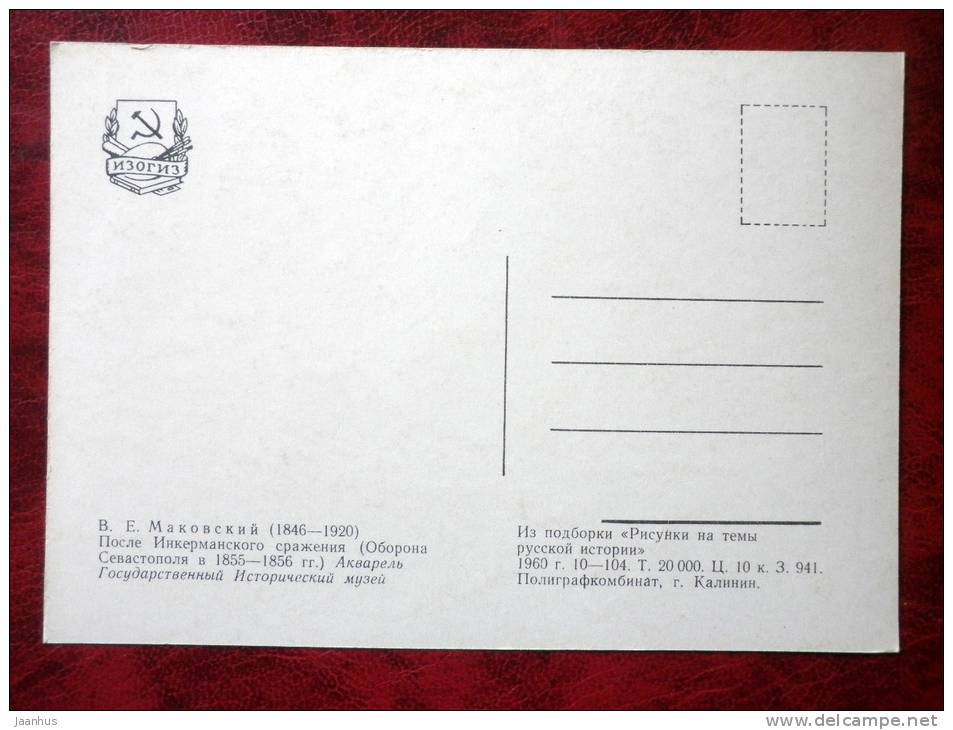 ИЗОГИЗ
В. Е. Маковский (1846—1920)
После Инкерманского сражения (Оборона
Севастополя в 1855—1856 гг.) Акварель
Государственный Исторический музей
Из подборки «Рисунки на темы
русской истории»
1960 г. 10—104. Т. 20 000. Ц. 10 к. З. 941.
Полиграфкомбинат, г. Калинин.
Jaanhus
www.delcampe.net